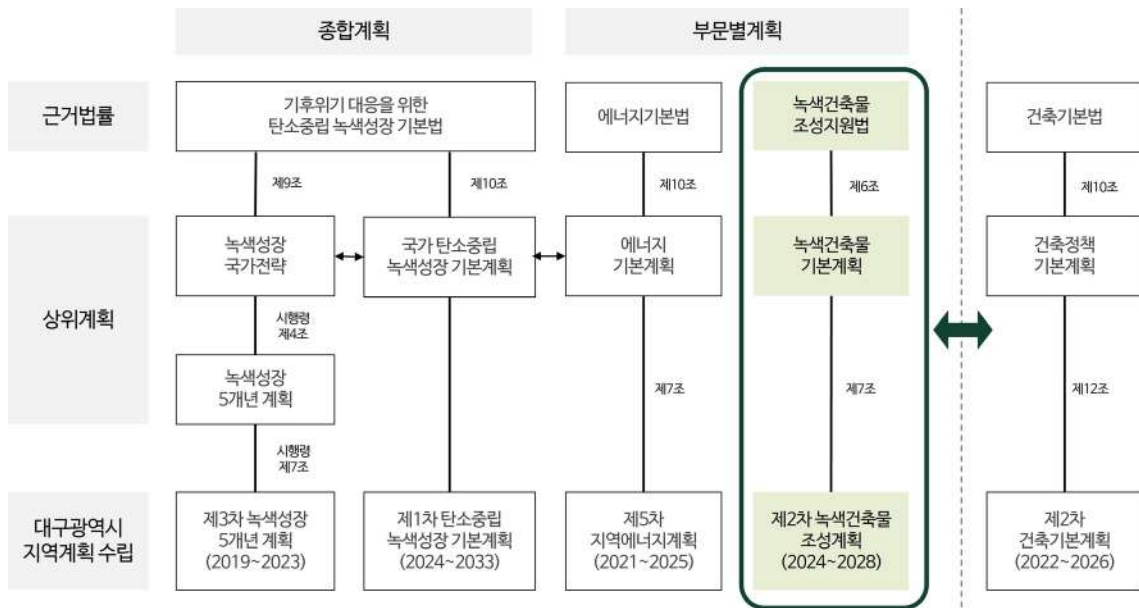 종합계획
부문별계획
근거법률
기후위기 대응을 위한
탄소중립 녹색성장 기본법
에너지기본법
녹색건축물
조성지원법
건축기본법
제9조
제10조
제10조
제6조
제10조
상위계획
녹색성장
국가전략
국가 탄소중립
녹색성장 기본계획
에너지
기본계획
녹색건축물
기본계획
건축정책
기본계획
시행령
제4조
녹색성장
5개년 계획
제7조
제7조
제12조
시행령
제7조
대구광역시
지역계획 수립
제3차 녹색성장
5개년 계획
(2019~2023)
제1차 탄소중립
녹색성장 기본계획
(2024~2033)
제5차
지역에너지계획
(2021~2025)
제2차 녹색건축물
조성계획
(2024~2028)
제2차
건축기본계획
(2022~2026)